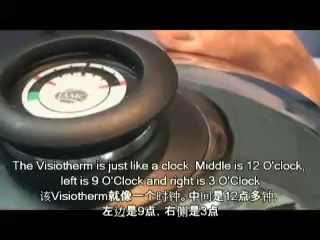 AMC
The Visiotherm is just like a clock. Middle is 12 O'clock,
left is 9 O'Clock and right is 3 O'Clock
该Visiotherm就像一个时钟。中间是12点多钟,
左边是9点，右侧是3点